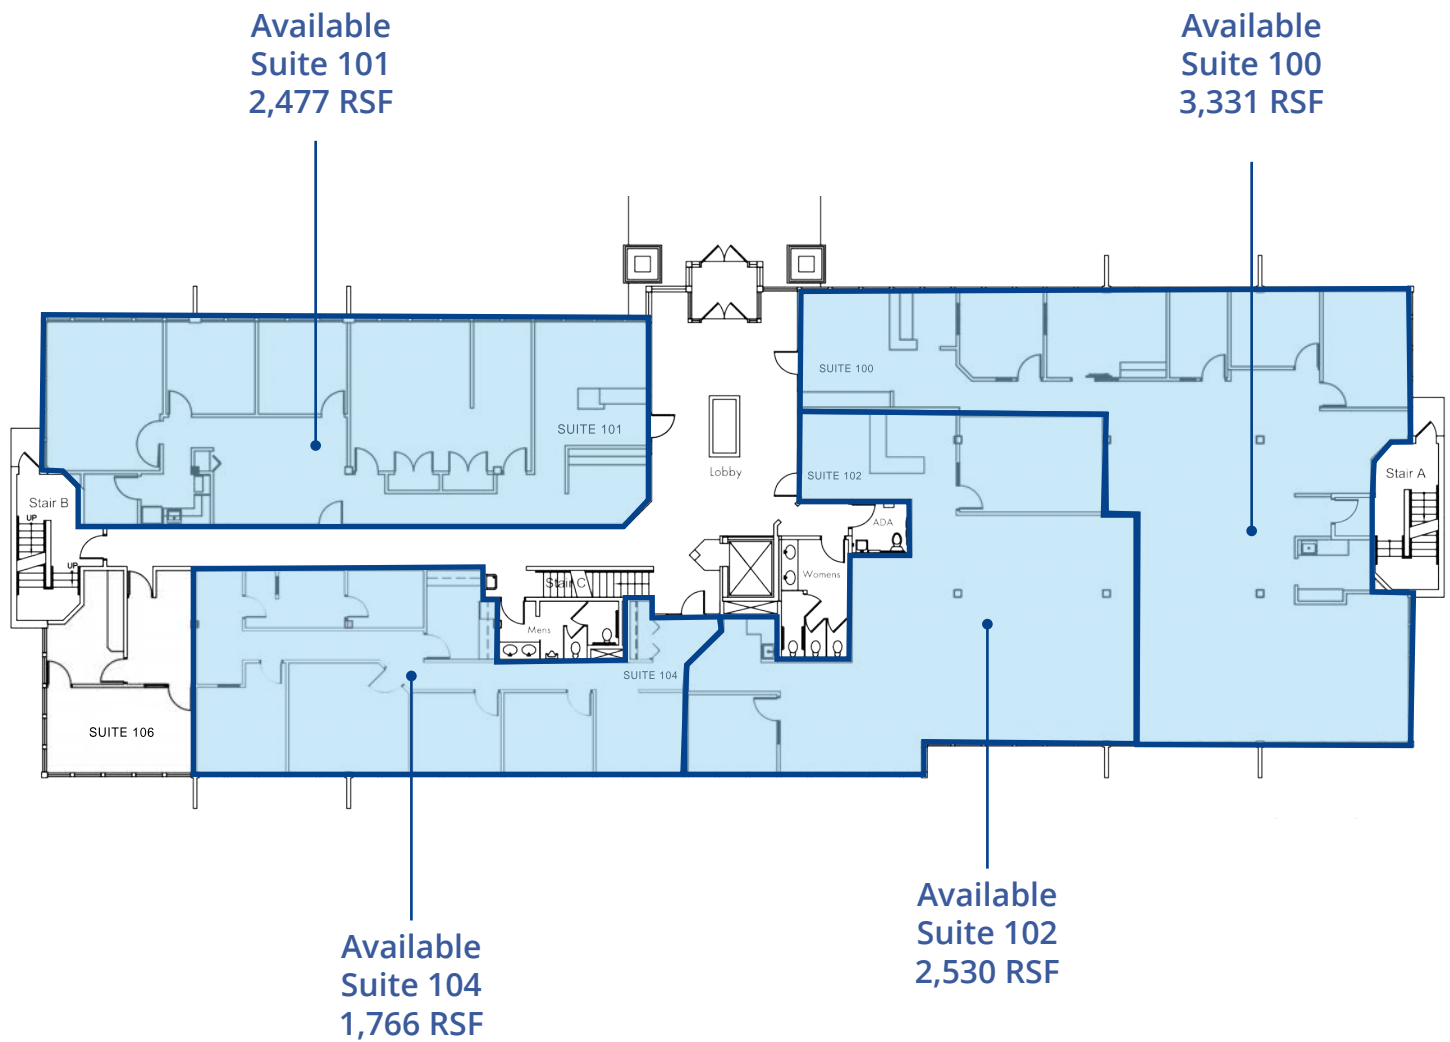 Available
Suite 101
2,477 RSF
Available
Suite 100
3,331 RSF
SUITE 100
SUITE 101
Lobby
SUITE 102
Stair A
Stair B
UP
UP
ADA
Womens
Stair C
Mens
SUITE 104
SUITE 106
Available
Suite 102
2,530 RSF
Available
Suite 104
1,766 RSF